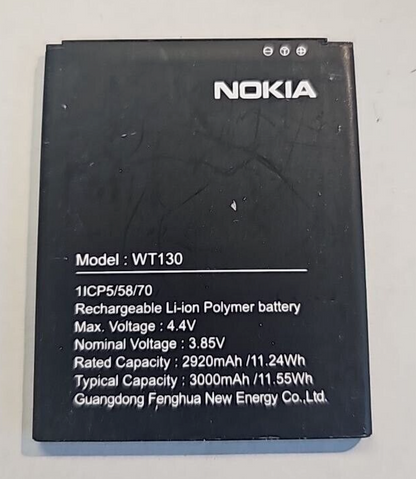 ⊖ T ⊕
NOKIA
Model : WT130
1ICP5/58/70
Rechargeable Li-ion Polymer battery
Max. Voltage : 4.4V
Nominal Voltage : 3.85V
Rated Capacity : 2920mAh /11.24Wh
Typical Capacity : 3000mAh /11.55Wh
Guangdong Fenghua New Energy Co.,Ltd.